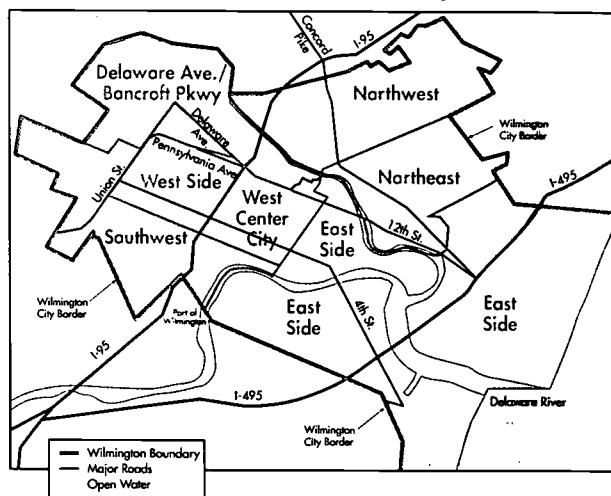 Concord
Pike
I-95
Delaware Ave./
Bancroft Pkwy
Northwest
Wilmington
City Border
Delaware
Ave.
Pennsylvania Ave.
Union St.
West Side
Northeast
I-495
West
Center
City
East
Side
12th St.
Southwest
Wilmington
City Border
Port of
Wilmington
East
Side
4th St.
East
Side
I-95
I-495
Delaware River
Wilmington
City Border
Wilmington Boundary
Major Roads
Open Water